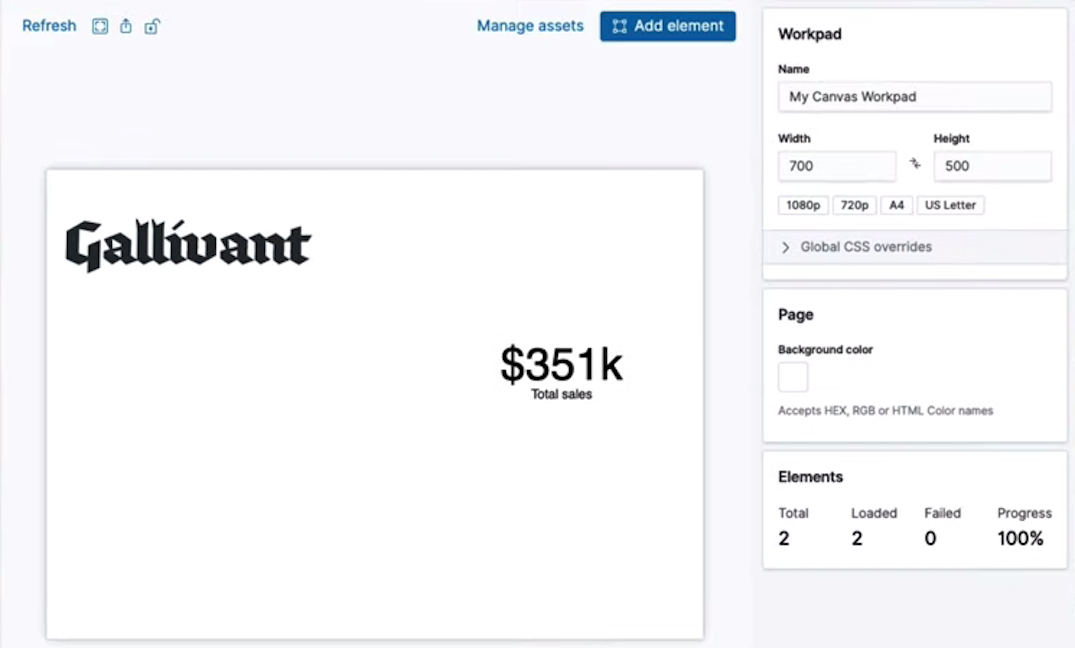 Refresh
Manage assets
Add element
Gallivant
$351k
Total sales
Workpad
Name
My Canvas Workpad
Width Height
700 500
1080p 720p A4 US Letter
Global CSS overrides
Page
Background color
Accepts HEX, RGB or HTML Color names
Elements
Total Loaded Failed Progress
2 2 0 100%